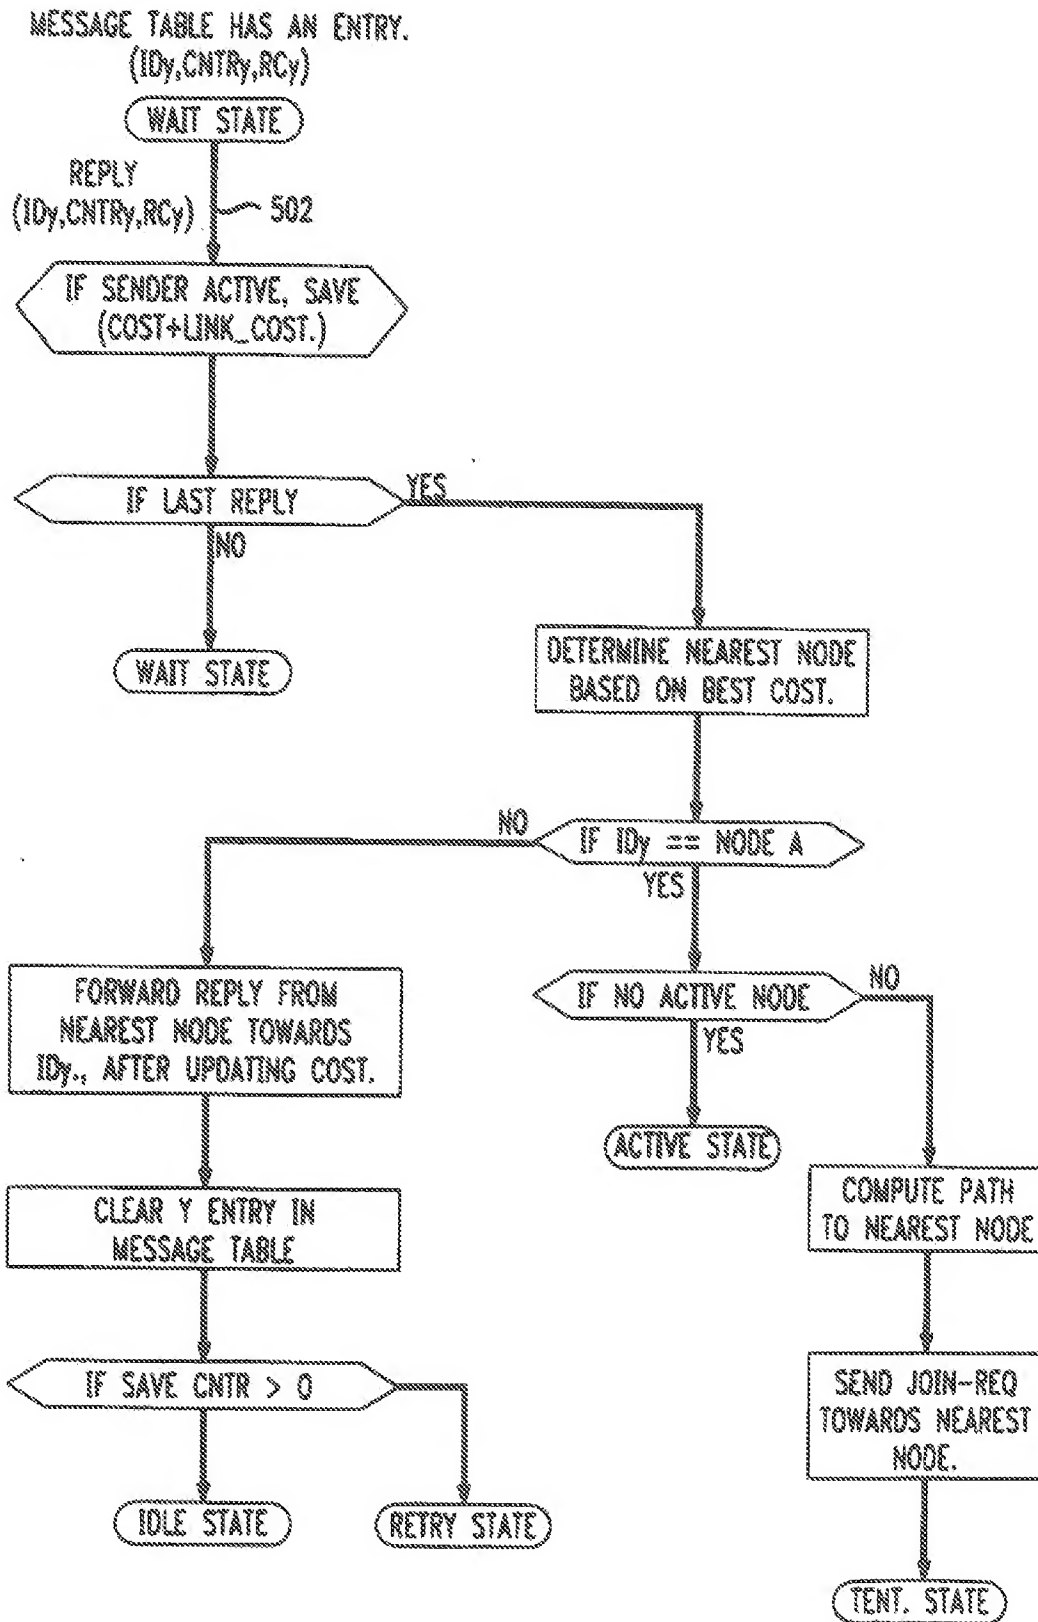 MESSAGE TABLE HAS AN ENTRY.
(IDy,CNTRy,RCy)
WAIT STATE
REPLY
(IDy,CNTRy,RCy)
502
IF SENDER ACTIVE, SAVE
(COST+LINK_COST.)
IF LAST REPLY
YES
NO
WAIT STATE
DETERMINE NEAREST NODE
BASED ON BEST COST.
NO
IF IDy == NODE A
YES
FORWARD REPLY FROM
NEAREST NODE TOWARDS
IDy., AFTER UPDATING COST.
IF NO ACTIVE NODE
NO
YES
ACTIVE STATE
CLEAR Y ENTRY IN
MESSAGE TABLE
COMPUTE PATH
TO NEAREST NODE
IF SAVE CNTR > 0
SEND JOIN-REQ
TOWARDS NEAREST
NODE.
IDLE STATE
RETRY STATE
TENT. STATE